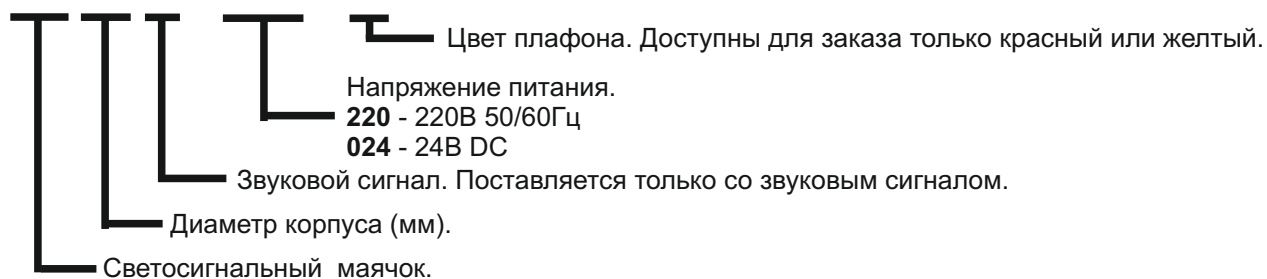 Цвет плафона. Доступны для заказа только красный или желтый.
Напряжение питания.
220 - 220В 50/60Гц
024 - 24В DC
Звуковой сигнал. Поставляется только со звуковым сигналом.
Диаметр корпуса (мм).
Светосигнальный маячок.